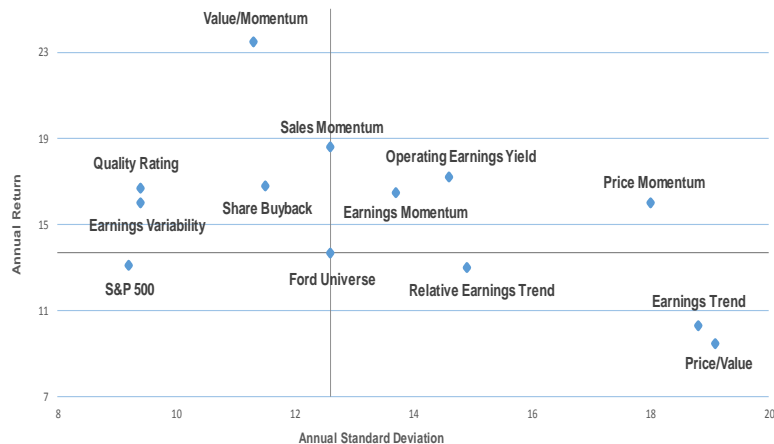 Value/Momentum
23
Sales Momentum
19
Operating Earnings Yield
Quality Rating
Price Momentum
Share Buyback
Earnings Momentum
Earnings Variability
15
Annual Return
S&P 500
Ford Universe
Relative Earnings Trend
Earnings Trend
11
Price/Value
7
8 10 12 14 16 18 20
Annual Standard Deviation